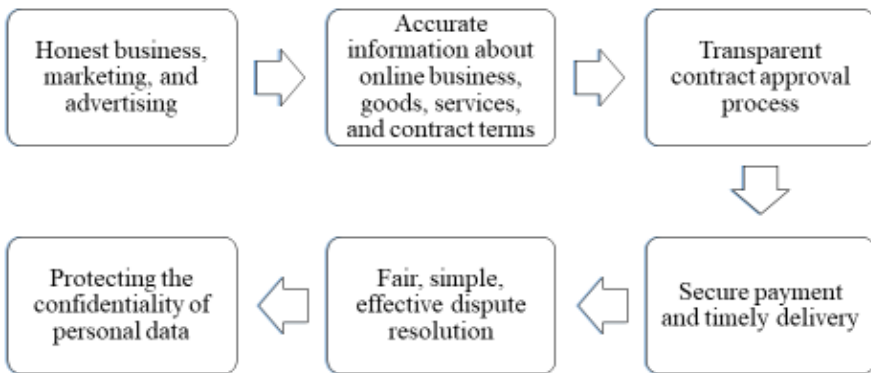 Honest business,
marketing, and
advertising
Accurate
information about
online business,
goods, services,
and contract terms
Transparent
contract approval
process
Secure payment
and timely delivery
Fair, simple,
effective dispute
resolution
Protecting the
confidentiality of
personal data